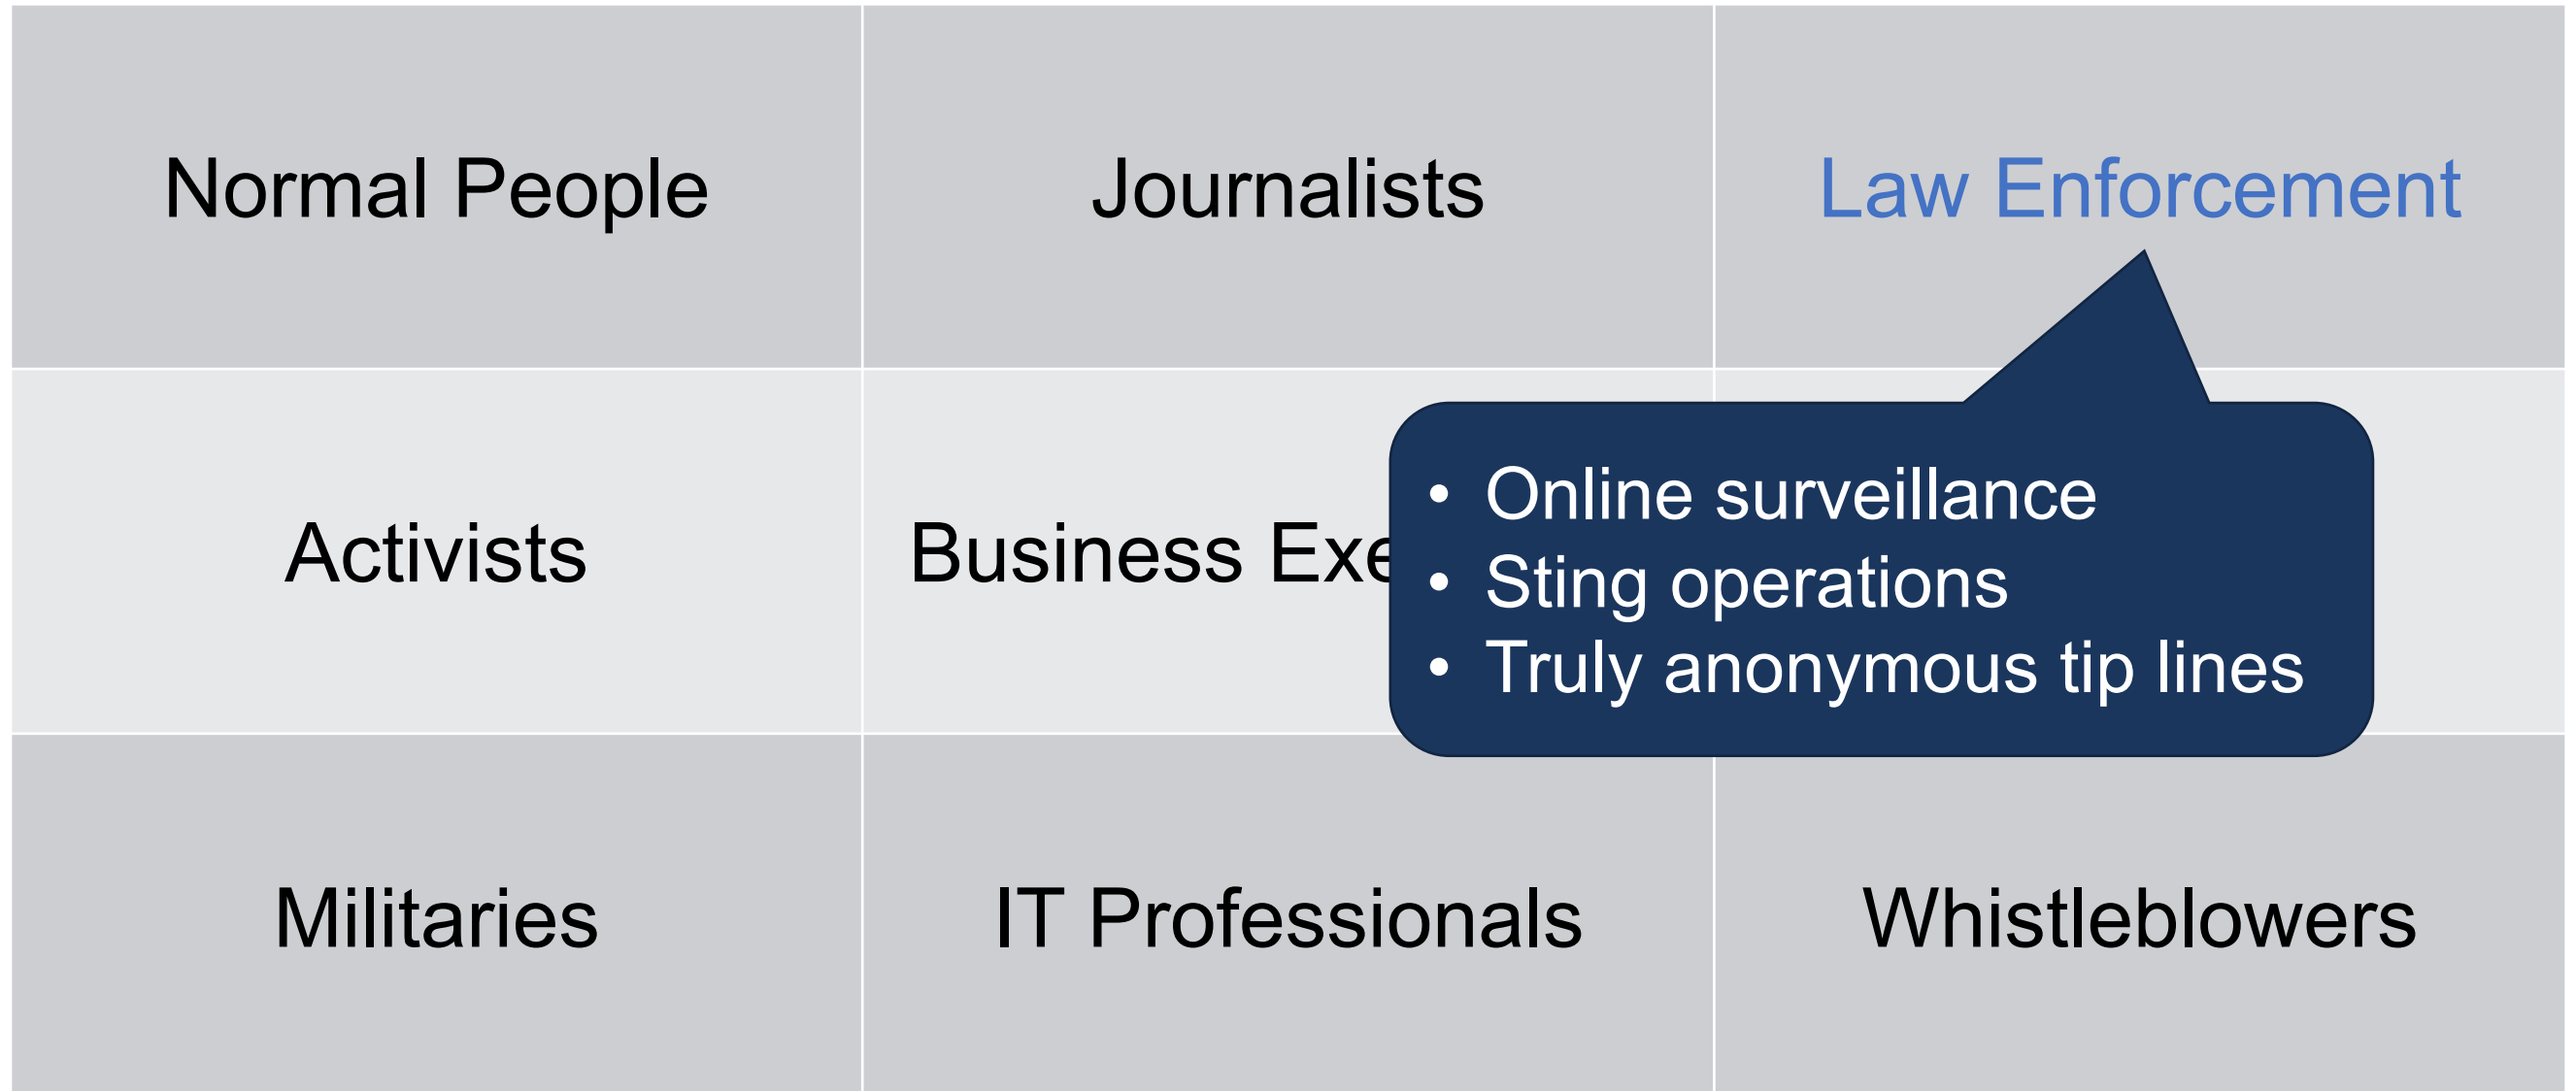 Normal People
Journalists
Law Enforcement
Activists
Business
• Online surveillance
• Sting operations
• Truly anonymous tip lines
Militaries
IT Professionals
Whistleblowers